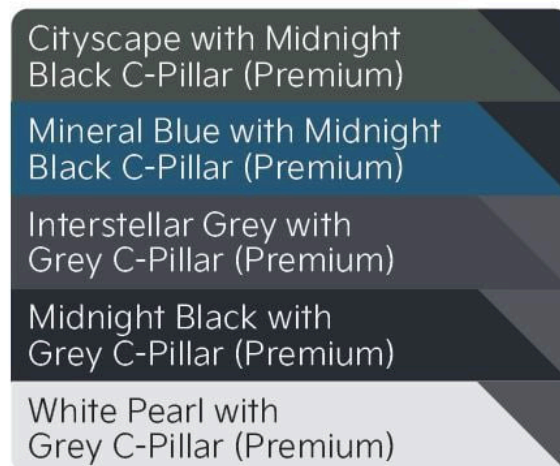 Cityscape with Midnight
Black C-Pillar (Premium)
Mineral Blue with Midnight
Black C-Pillar (Premium)
Interstellar Grey with
Grey C-Pillar (Premium)
Midnight Black with
Grey C-Pillar (Premium)
White Pearl with
Grey C-Pillar (Premium)